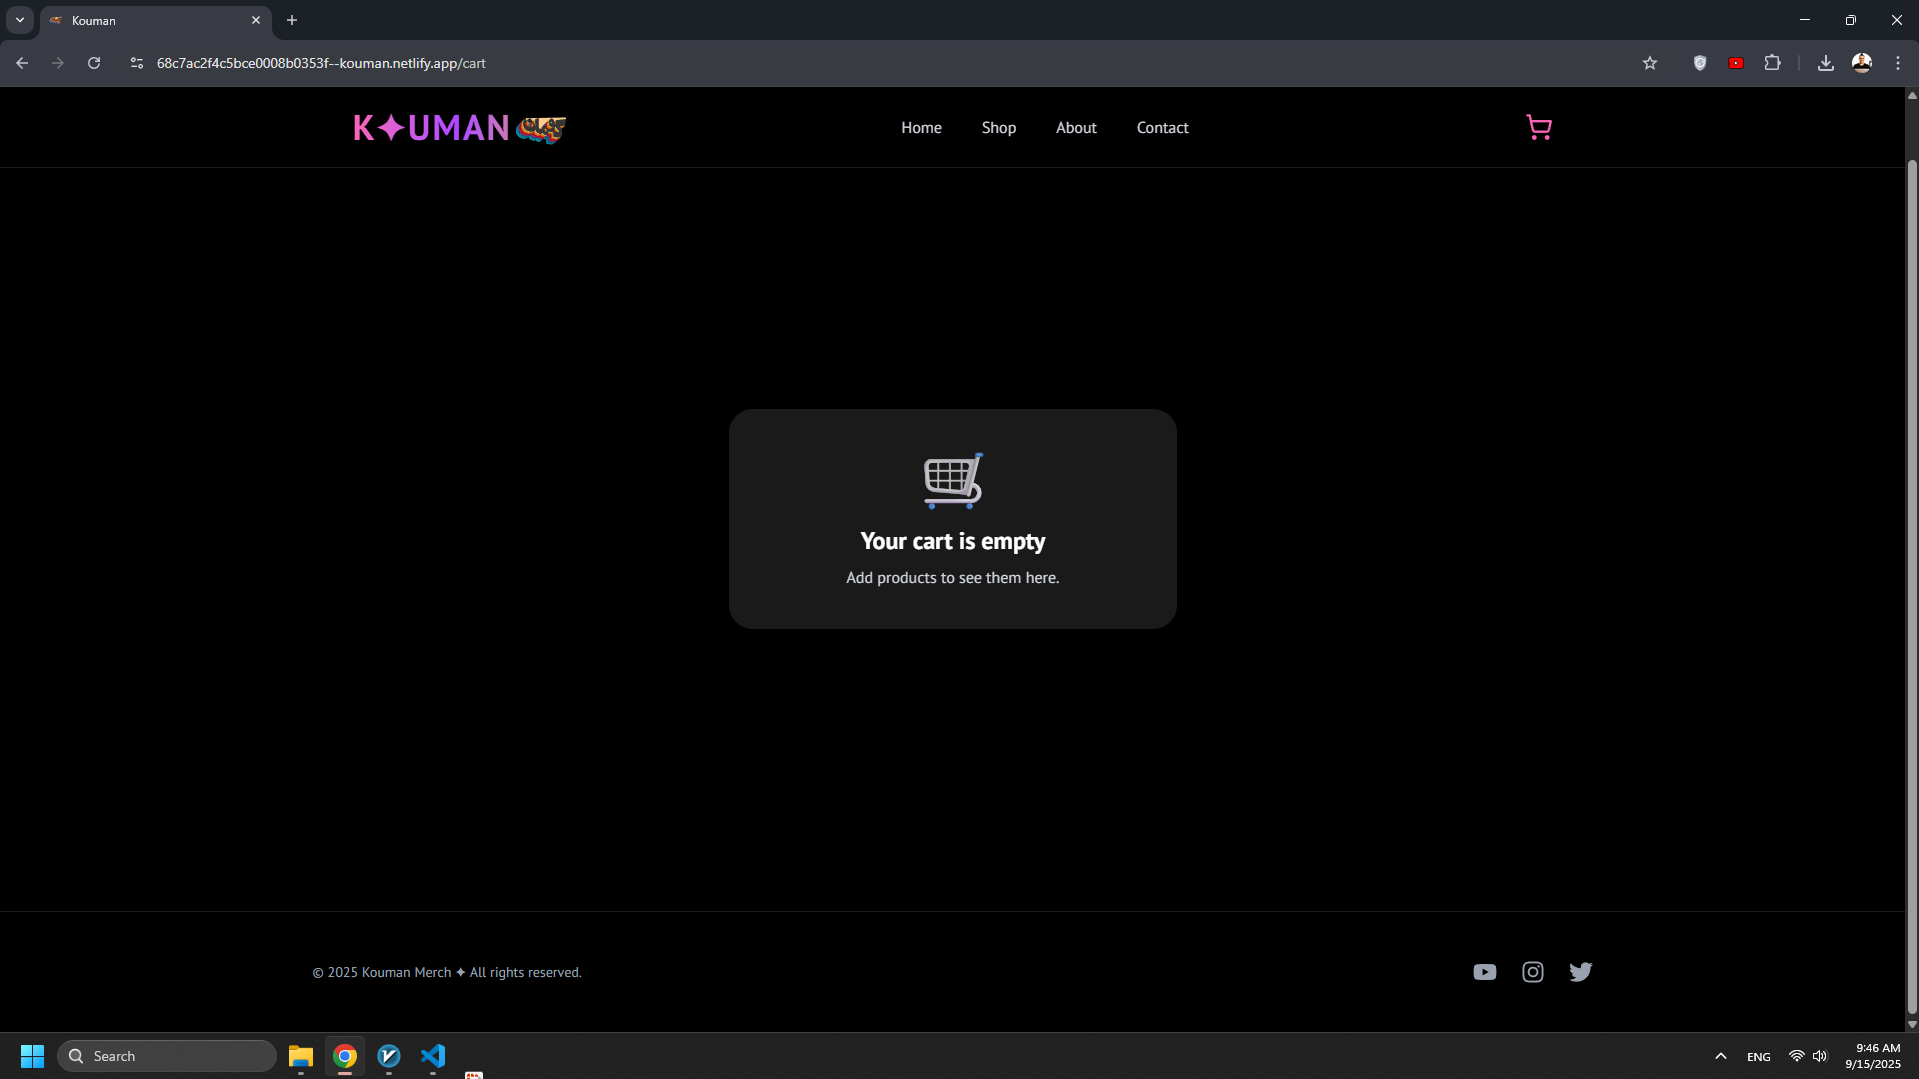 Kouman
68c7ac2f4c5bce0008b0353f--kouman.netlify.app/cart
K✦UMAN
Home
Shop
About
Contact
Your cart is empty
Add products to see them here.
© 2025 Kouman Merch ✦ All rights reserved.
Search
ENG
9:46 AM
9/15/2025